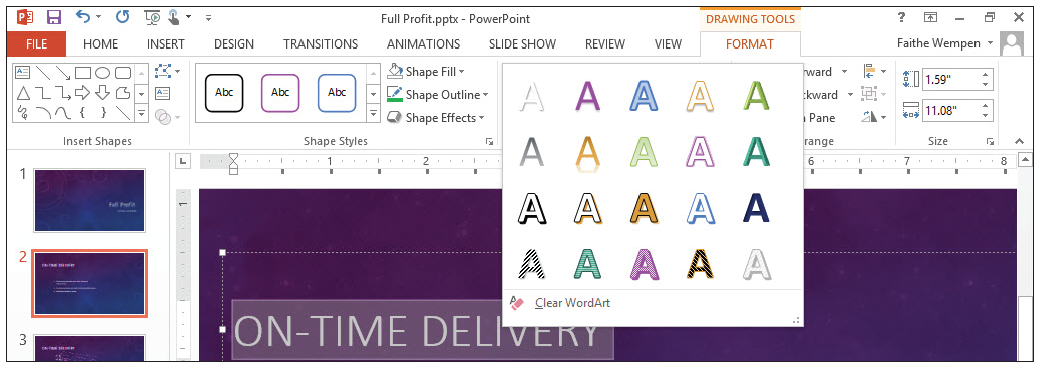 Full Profit.pptx - PowerPoint
DRAWING TOOLS
?
FILE HOME INSERT DESIGN TRANSITIONS ANIMATIONS SLIDE SHOW REVIEW VIEW FORMAT Faithe Wempen
Abc Abc Abc
Shape Fill
Shape Outline
Shape Effects
Insert Shapes
Shape Styles
A A A A A
A A A A A
A A A A A
A A A A A
Clear WordArt
rward
ckward
n Pane
range
1.59"
11.08"
Size
L 1 2 6 7 8
1
1
Full Profit
2
ON-TIME DELIVERY
3
ON-TIME DELIVERY